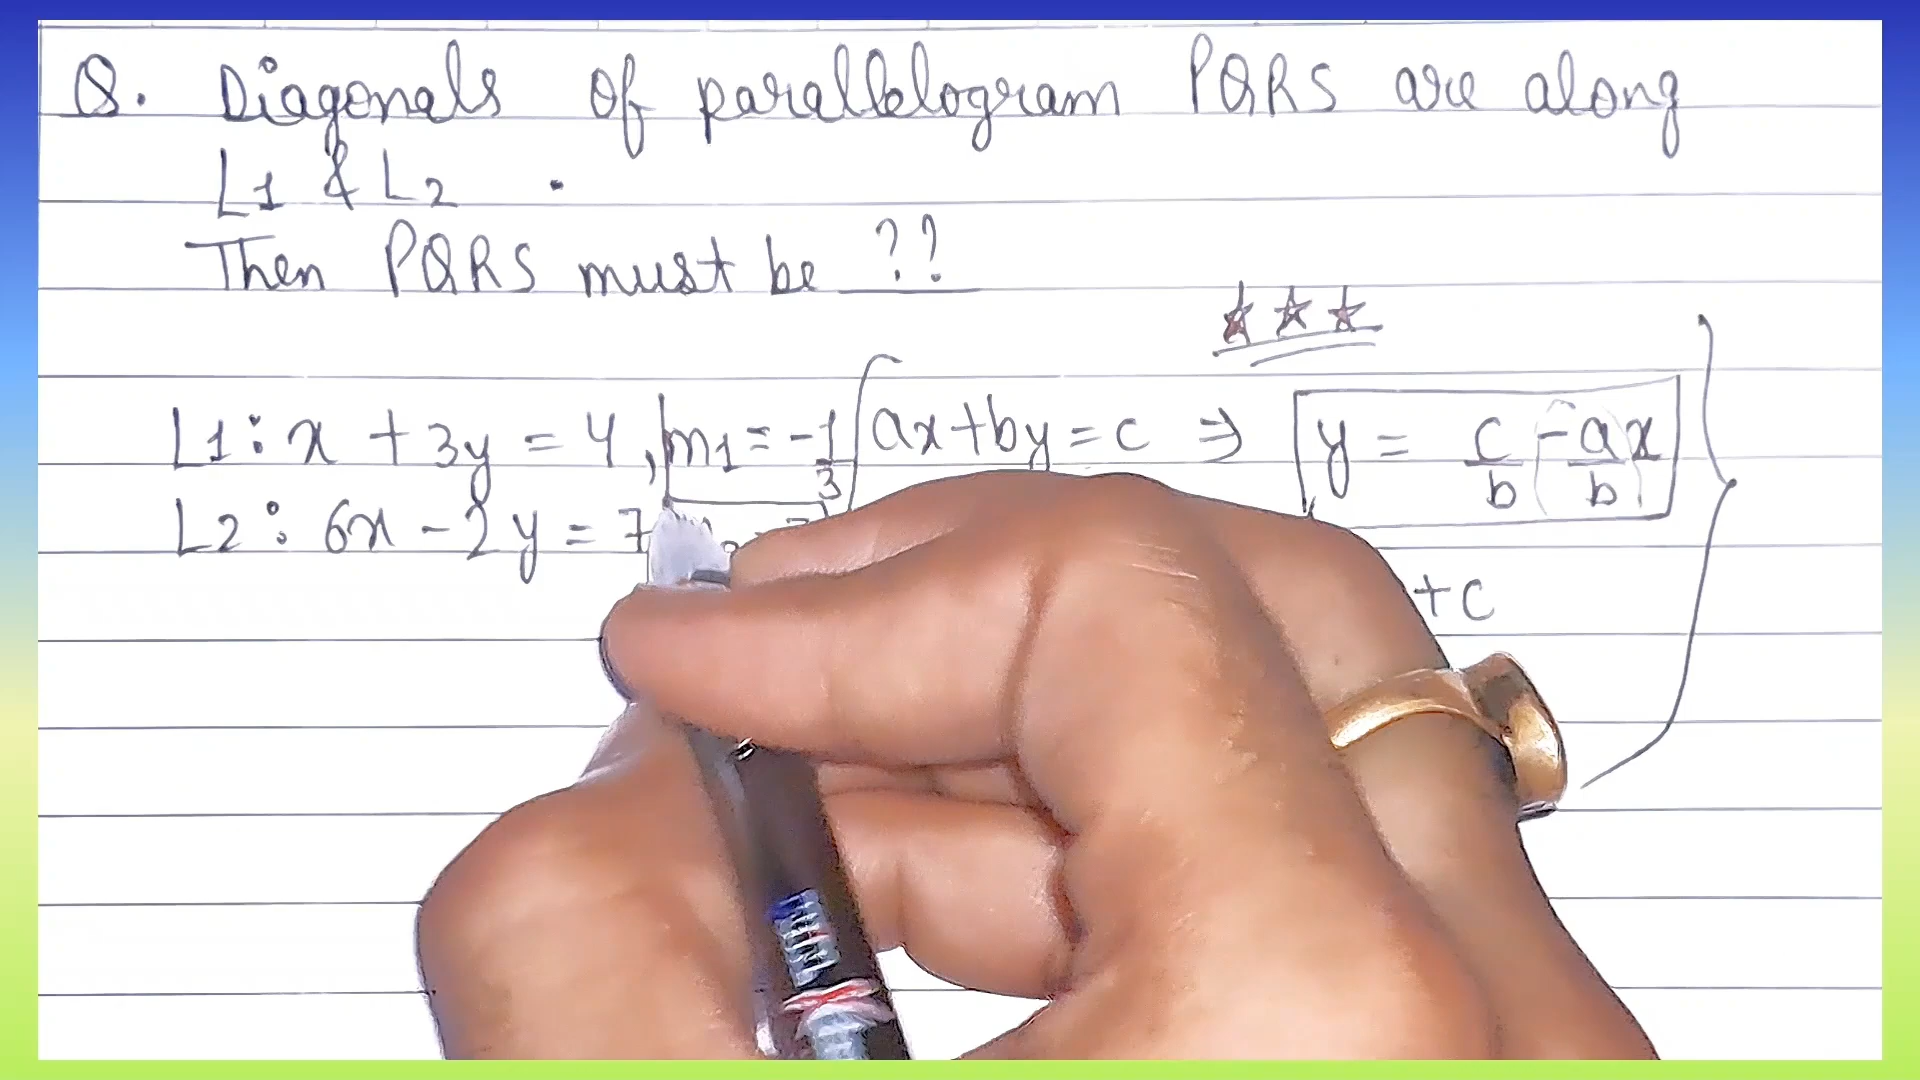 Q. Diagonals of parallelogram PQRS are along
L1 & L2 .
Then PQRS must be ??
L1: x + 3y = 4, m1 = -1/3
ax + by = c ⇒ y = c/b - a/b x
L2: 6x - 2y = 7
+ c